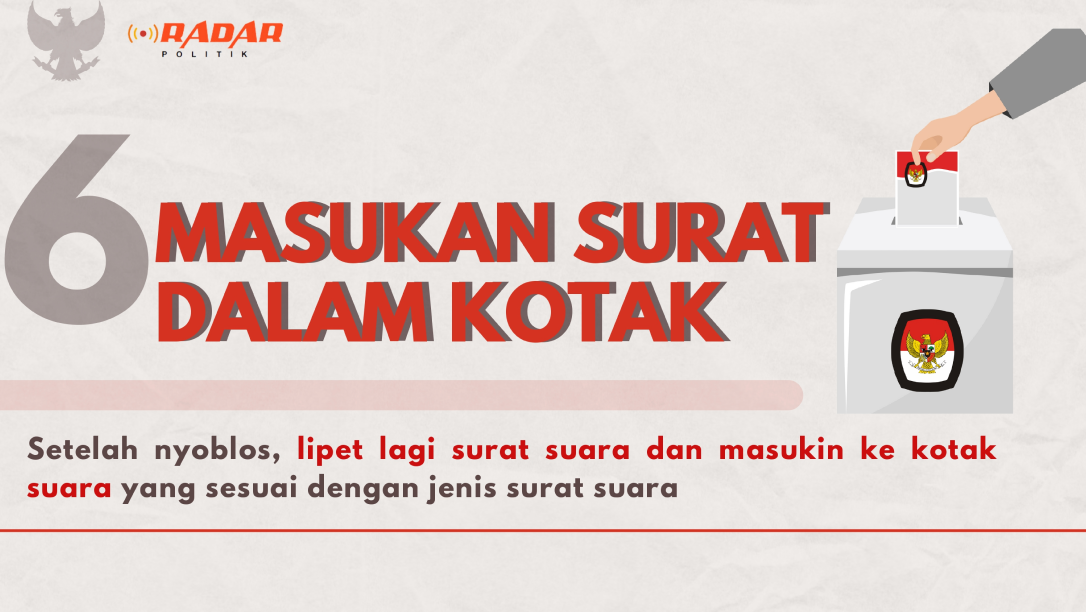 RADAR
POLITIK
6
MASUKAN SURAT
DALAM KOTAK
Setelah nyoblos, lipet lagi surat suara dan masukin ke kotak
suara yang sesuai dengan jenis surat suara